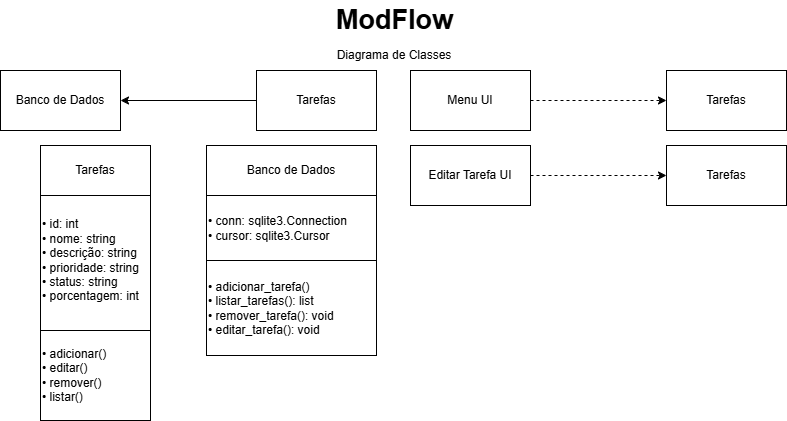 ModFlow
Diagrama de Classes
Banco de Dados
Tarefas
Menu UI
Tarefas
Editar Tarefa UI
Tarefas
Tarefas
• id: int
• nome: string
• descrição: string
• prioridade: string
• status: string
• porcentagem: int
• adicionar()
• editar()
• remover()
• listar()
Banco de Dados
• conn: sqlite3.Connection
• cursor: sqlite3.Cursor
• adicionar_tarefa()
• listar_tarefas(): list
• remover_tarefa(): void
• editar_tarefa(): void